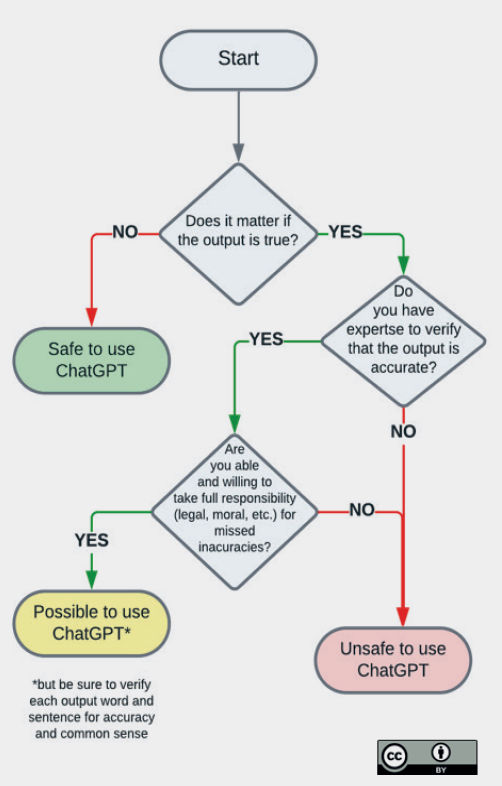 Start
Does it matter if
the output is true?
NO
YES
Safe to use
ChatGPT
Do
you have
expertse to verify
that the output is
accurate?
YES
NO
Are
you able
and willing to
take full responsibility
(legal, moral, etc.) for
missed
inacuracies?
YES
NO
Possible to use
ChatGPT*
Unsafe to use
ChatGPT
*but be sure to verify
each output word and
sentence for accuracy
and common sense
cc
BY